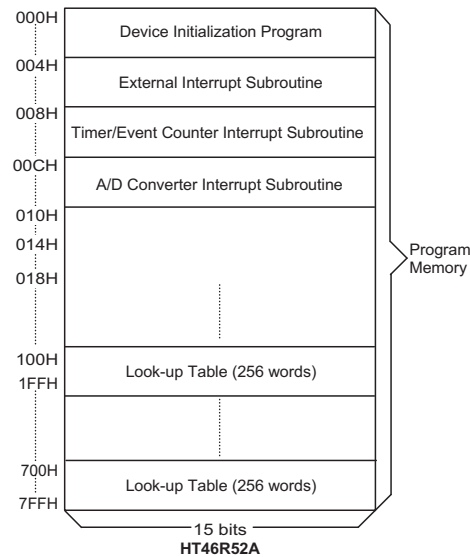 000H
Device Initialization Program
004H
External Interrupt Subroutine
008H
Timer/Event Counter Interrupt Subroutine
00CH
A/D Converter Interrupt Subroutine
010H
014H
018H
Program
Memory
100H
Look-up Table (256 words)
1FFH
700H
Look-up Table (256 words)
7FFH
15 bits
HT46R52A